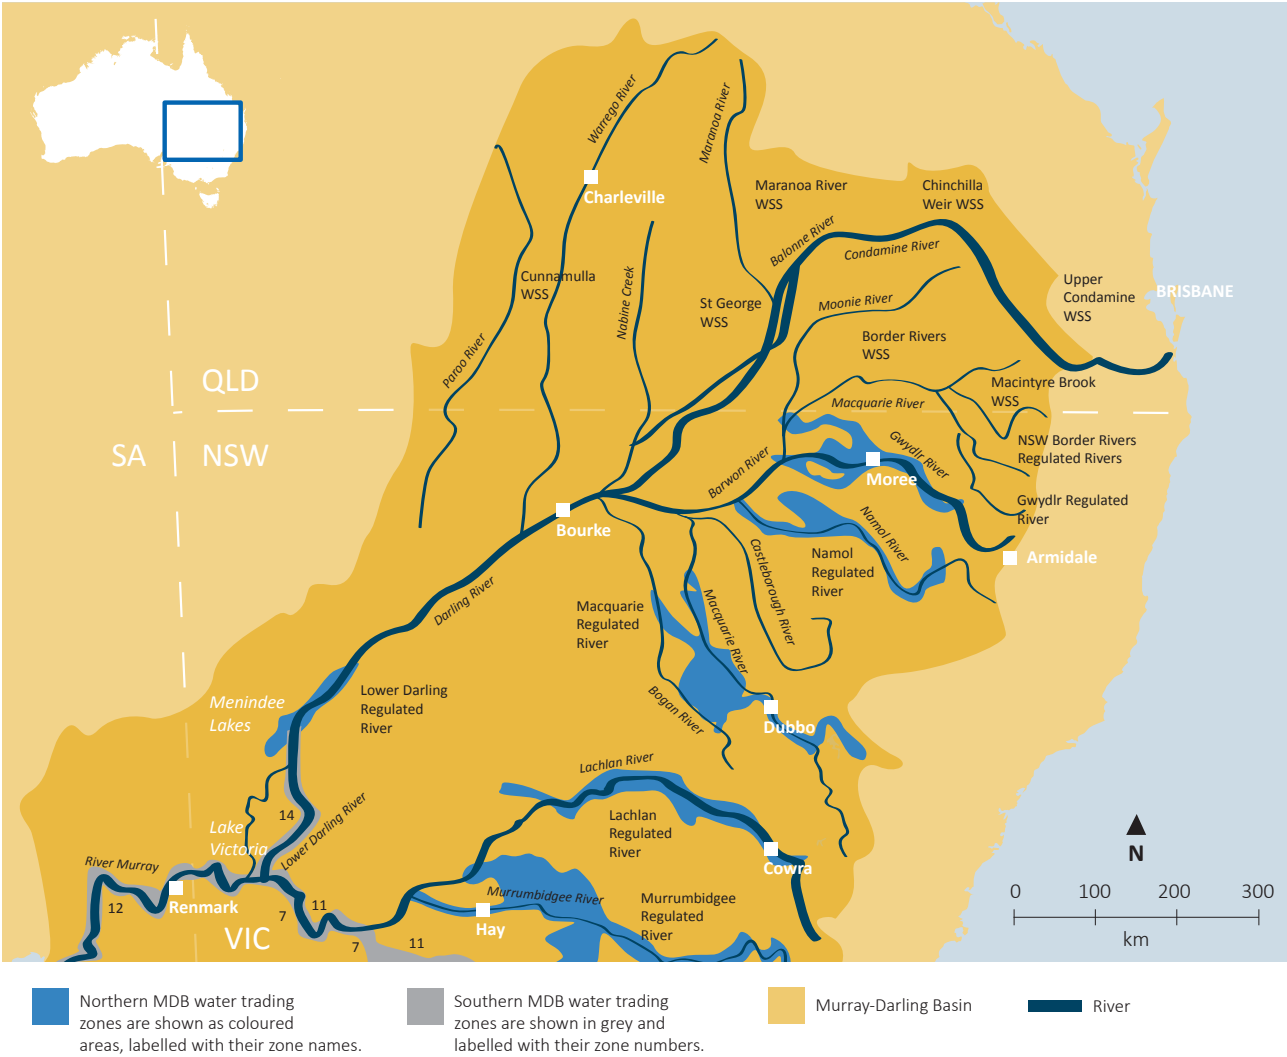 Warrego River
Maranoa River
Charleville
Maranoa River
WSS
Chinchilla
Weir WSS
Balonne River
Condamine River
Cunnamulla
WSS
Nabine Creek
St George
WSS
Moonie River
Upper
Condamine
WSS
BRISBANE
Paroo River
Border Rivers
WSS
QLD
Macintyre Brook
WSS
Macquarie River
SA
NSW
Gwydlr River
NSW Border Rivers
Regulated Rivers
Barwon River
Moree
Gwydlr Regulated
River
Bourke
Namol River
Castleborough River
Namol
Regulated
River
Armidale
Darling River
Macquarie
Regulated
River
Macquarie River
Menindee
Lakes
Lower Darling
Regulated
River
Bogan River
Dubbo
Lachlan River
14
Lower Darling River
Lake
Victoria
Lachlan
Regulated
River
River Murray
Cowra
N
12
Renmark
7
11
Murrumbidgee River
Murrumbidgee
Regulated
River
Hay
VIC
7
11
0 100 200 300
km
Northern MDB water trading
zones are shown as coloured
areas, labelled with their zone names.
Southern MDB water trading
zones are shown in grey and
labelled with their zone numbers.
Murray-Darling Basin
River